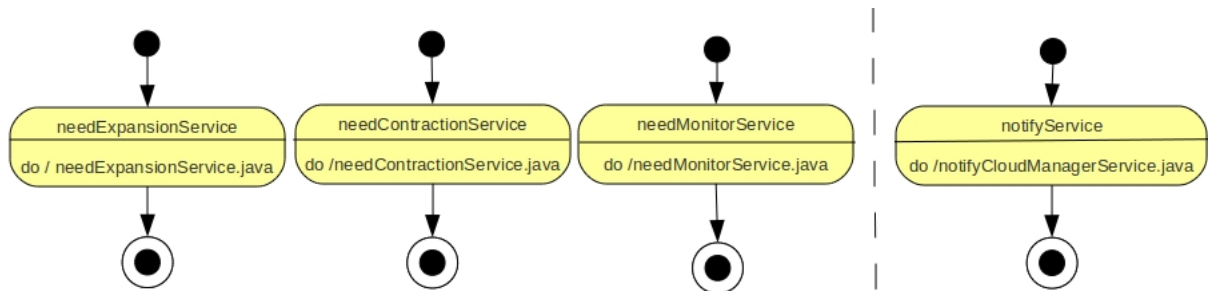 needExpansionService
do / needExpansionService.java
needContractionService
do /needContractionService.java
needMonitorService
do /needMonitorService.java
notifyService
do /notifyCloudManagerService.java